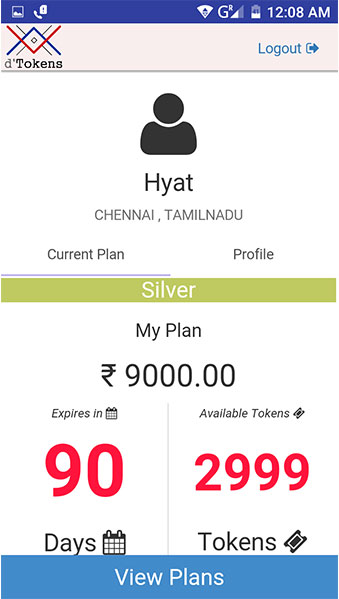 G R 12:08 AM
d'Tokens
Logout
Hyat
CHENNAI , TAMILNADU
Current Plan Profile
Silver
My Plan
₹ 9000.00
Expires in Available Tokens
90 2999
Days Tokens
View Plans